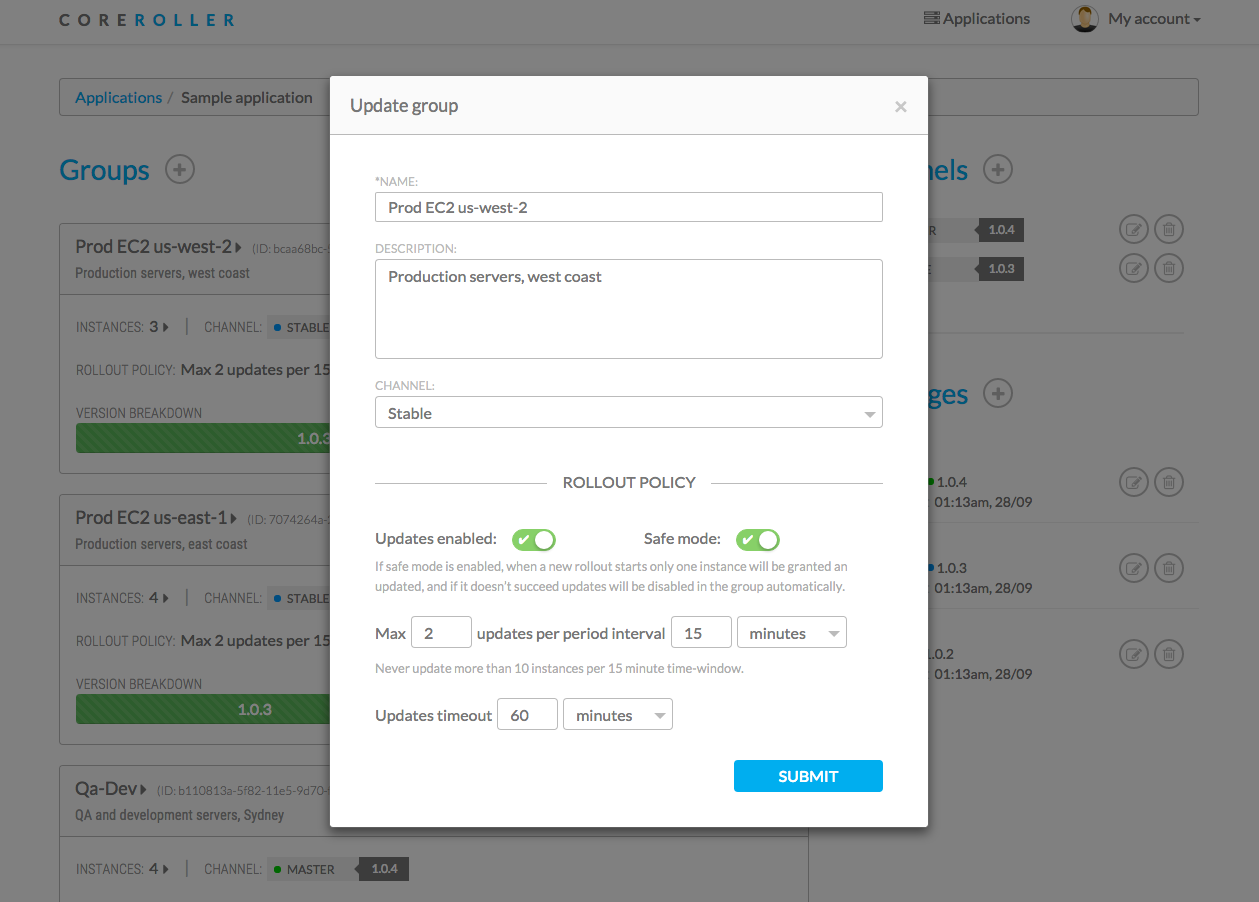 COREROLLER
Applications
My account
Applications / Sample application
Update group
×
Groups
Prod EC2 us-west-2 (ID: bcaa68bc-
Production servers, west coast
INSTANCES: 3 | CHANNEL: STABLE
ROLLOUT POLICY: Max 2 updates per 15
VERSION BREAKDOWN
1.0.3
Prod EC2 us-east-1 (ID: 7074264a-
Production servers, east coast
INSTANCES: 4 | CHANNEL: STABLE
ROLLOUT POLICY: Max 2 updates per 15
VERSION BREAKDOWN
1.0.3
Qa-Dev (ID: b110813a-5f82-11e5-9d70-
QA and development servers, Sydney
INSTANCES: 4 | CHANNEL: MASTER 1.0.4
*NAME:
Prod EC2 us-west-2
DESCRIPTION:
Production servers, west coast
CHANNEL:
Stable
ROLLOUT POLICY
Updates enabled: Safe mode:
If safe mode is enabled, when a new rollout starts only one instance will be granted an
updated, and if it doesn't succeed updates will be disabled in the group automatically.
Max 2 updates per period interval 15 minutes
Never update more than 10 instances per 15 minute time-window.
Updates timeout 60 minutes
SUBMIT
nels
R 1.0.4
E 1.0.3
ges
1.0.4
: 01:13am, 28/09
1.0.3
: 01:13am, 28/09
1.0.2
: 01:13am, 28/09